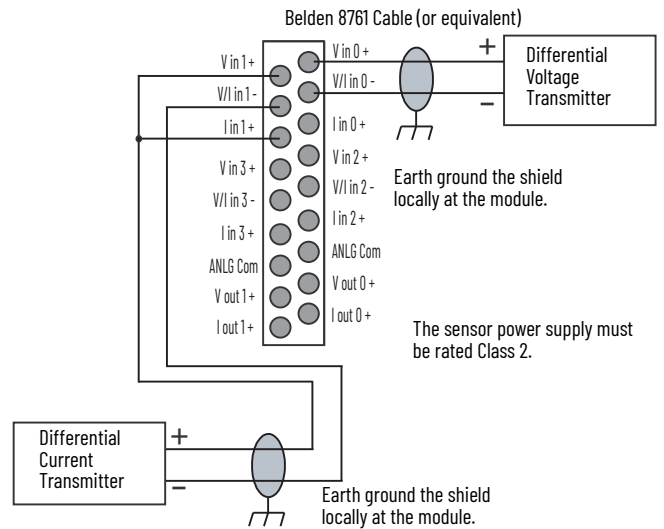 Belden 8761 Cable (or equivalent)
V in 1+
V/I in 1 -
I in 1 +
V in 3 +
V/I in 3 -
I in 3 +
ANLG Com
V out 1 +
I out 1 +
V in 0 +
V/I in 0 -
I in 0 +
V in 2 +
V/I in 2 -
I in 2 +
ANLG Com
V out 0 +
I out 0 +
+
−
Differential
Voltage
Transmitter
Earth ground the shield
locally at the module.
The sensor power supply must
be rated Class 2.
Differential
Current
Transmitter
+
−
Earth ground the shield
locally at the module.